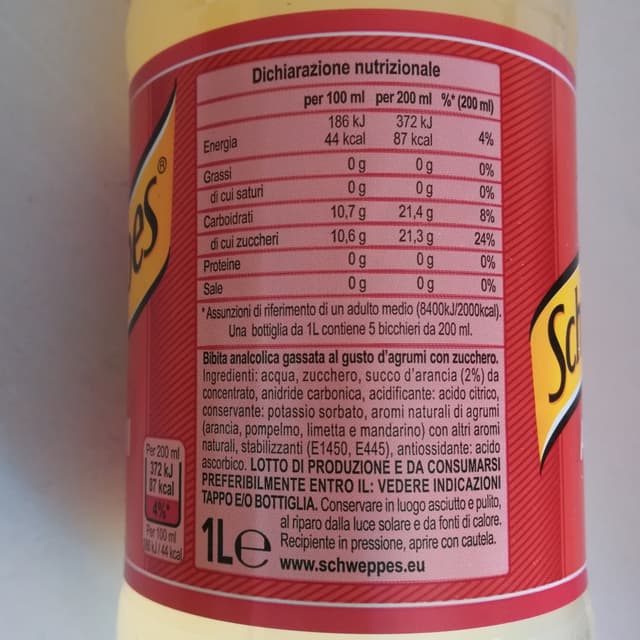 Dichiarazione nutrizionale
per 100 ml per 200 ml %* (200 ml)
186 kJ 372 kJ
Energia 44 kcal 87 kcal 4%
Grassi 0 g 0 g 0%
di cui saturi 0 g 0 g 0%
Carboidrati 10,7 g 21,4 g 8%
di cui zuccheri 10,6 g 21,3 g 24%
Proteine 0 g 0 g 0%
Sale 0 g 0 g 0%
*Assunzioni di riferimento di un adulto medio (8400kJ/2000kcal).
Una bottiglia da 1L contiene 5 bicchieri da 200 ml.
Bibita analcolica gassata al gusto d'agrumi con zucchero.
Ingredienti: acqua, zucchero, succo d'arancia (2%) da
concentrato, anidride carbonica, acidificante: acido citrico,
conservante: potassio sorbato, aromi naturali di agrumi
(arancia, pompelmo, limetta e mandarino) con altri aromi
naturali, stabilizzanti (E1450, E445), antiossidante: acido
ascorbico. LOTTO DI PRODUZIONE E DA CONSUMARSI
PREFERIBILMENTE ENTRO IL: VEDERE INDICAZIONI
TAPPO E/O BOTTIGLIA. Conservare in luogo asciutto e pulito,
al riparo dalla luce solare e da fonti di calore.
Recipiente in pressione, aprire con cautela.
1L e www.schweppes.eu
Per 200 ml
372 kJ
87 kcal
4%*
Per 100 ml
186 kJ/44 kcal
es®
Sch